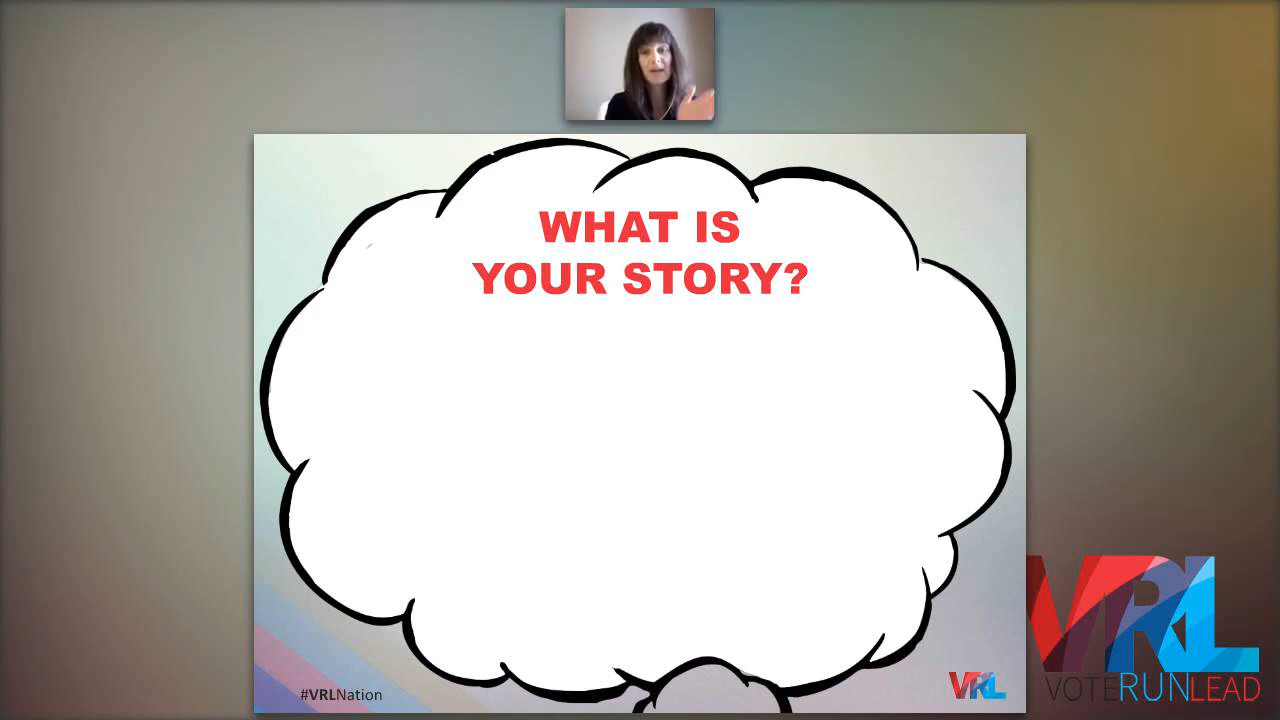 WHAT IS
YOUR STORY?
#VRLNation
VRL
VRL
VOTERUNLEAD